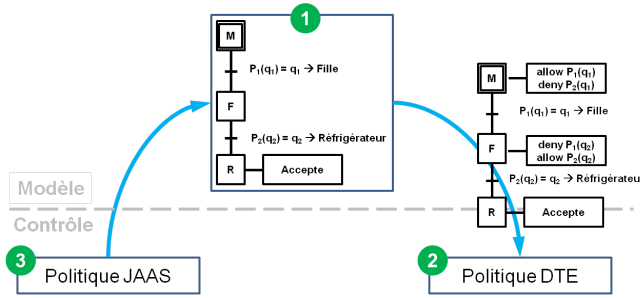 1
M
P1(q1) = q1 → Fille
F
P2(q2) = q2 → Réfrigérateur
R
Accepte
M
allow P1(q1)
deny P2(q1)
P1(q1) = q1 → Fille
F
deny P1(q2)
allow P2(q2)
P2(q2) = q2 → Réfrigérateu
R
Accepte
Modèle
Contrôle
3
Politique JAAS
2
Politique DTE